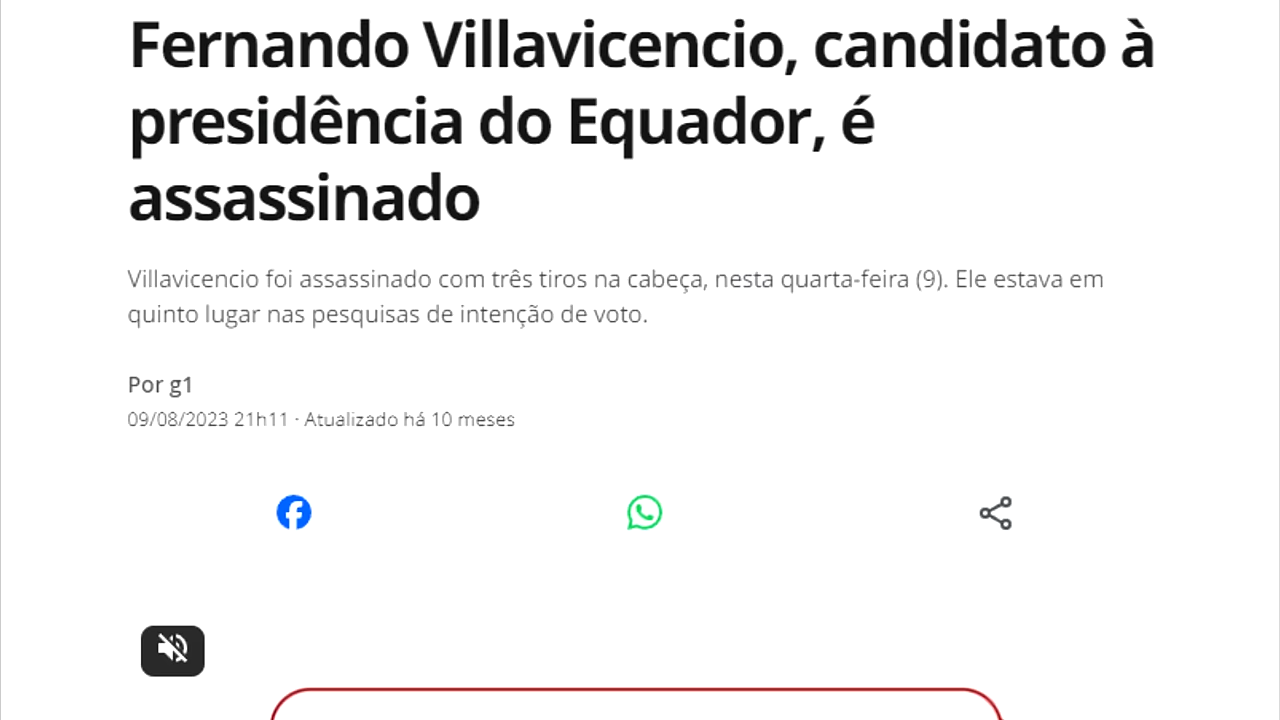 Fernando Villavicencio, candidato à
presidência do Equador, é
assassinado
Villavicencio foi assassinado com três tiros na cabeça, nesta quarta-feira (9). Ele estava em
quinto lugar nas pesquisas de intenção de voto.
Por g1
09/08/2023 21h11 · Atualizado há 10 meses